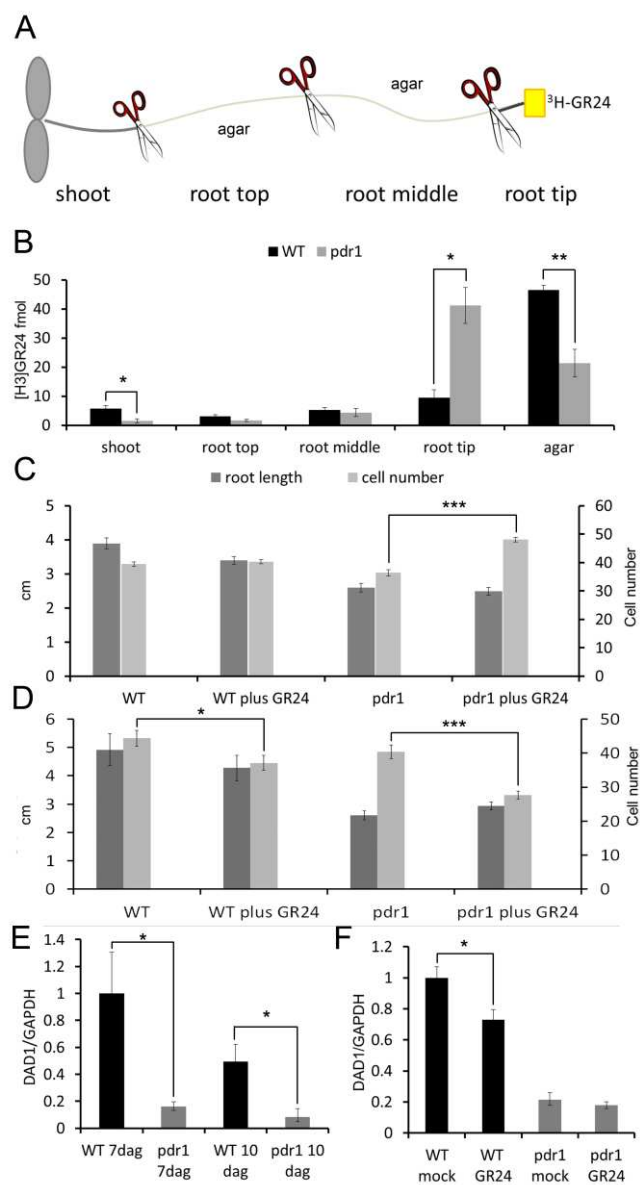 A
agar
³H-GR24
agar
shoot root top root middle root tip
B
WT pdr1
[H3]GR24 fmol
50
40
30
20
10
0
* * **
shoot root top root middle root tip agar
C
root length cell number
cm
5
4
3
2
1
0
***
60
50
40
30
20
10
0
Cell number
WT WT plus GR24 pdr1 pdr1 plus GR24
D
cm
6
5
4
3
2
1
0
* ***
50
40
30
20
10
0
Cell number
WT WT plus GR24 pdr1 pdr1 plus GR24
E
DAD1/GAPDH
1.4
1.2
1
0.8
0.6
0.4
0.2
0
* *
WT 7dag pdr1 7dag WT 10 dag pdr1 10 dag
F
DAD1/GAPDH
1.2
1
0.8
0.6
0.4
0.2
0
*
WT mock WT GR24 pdr1 mock pdr1 GR24